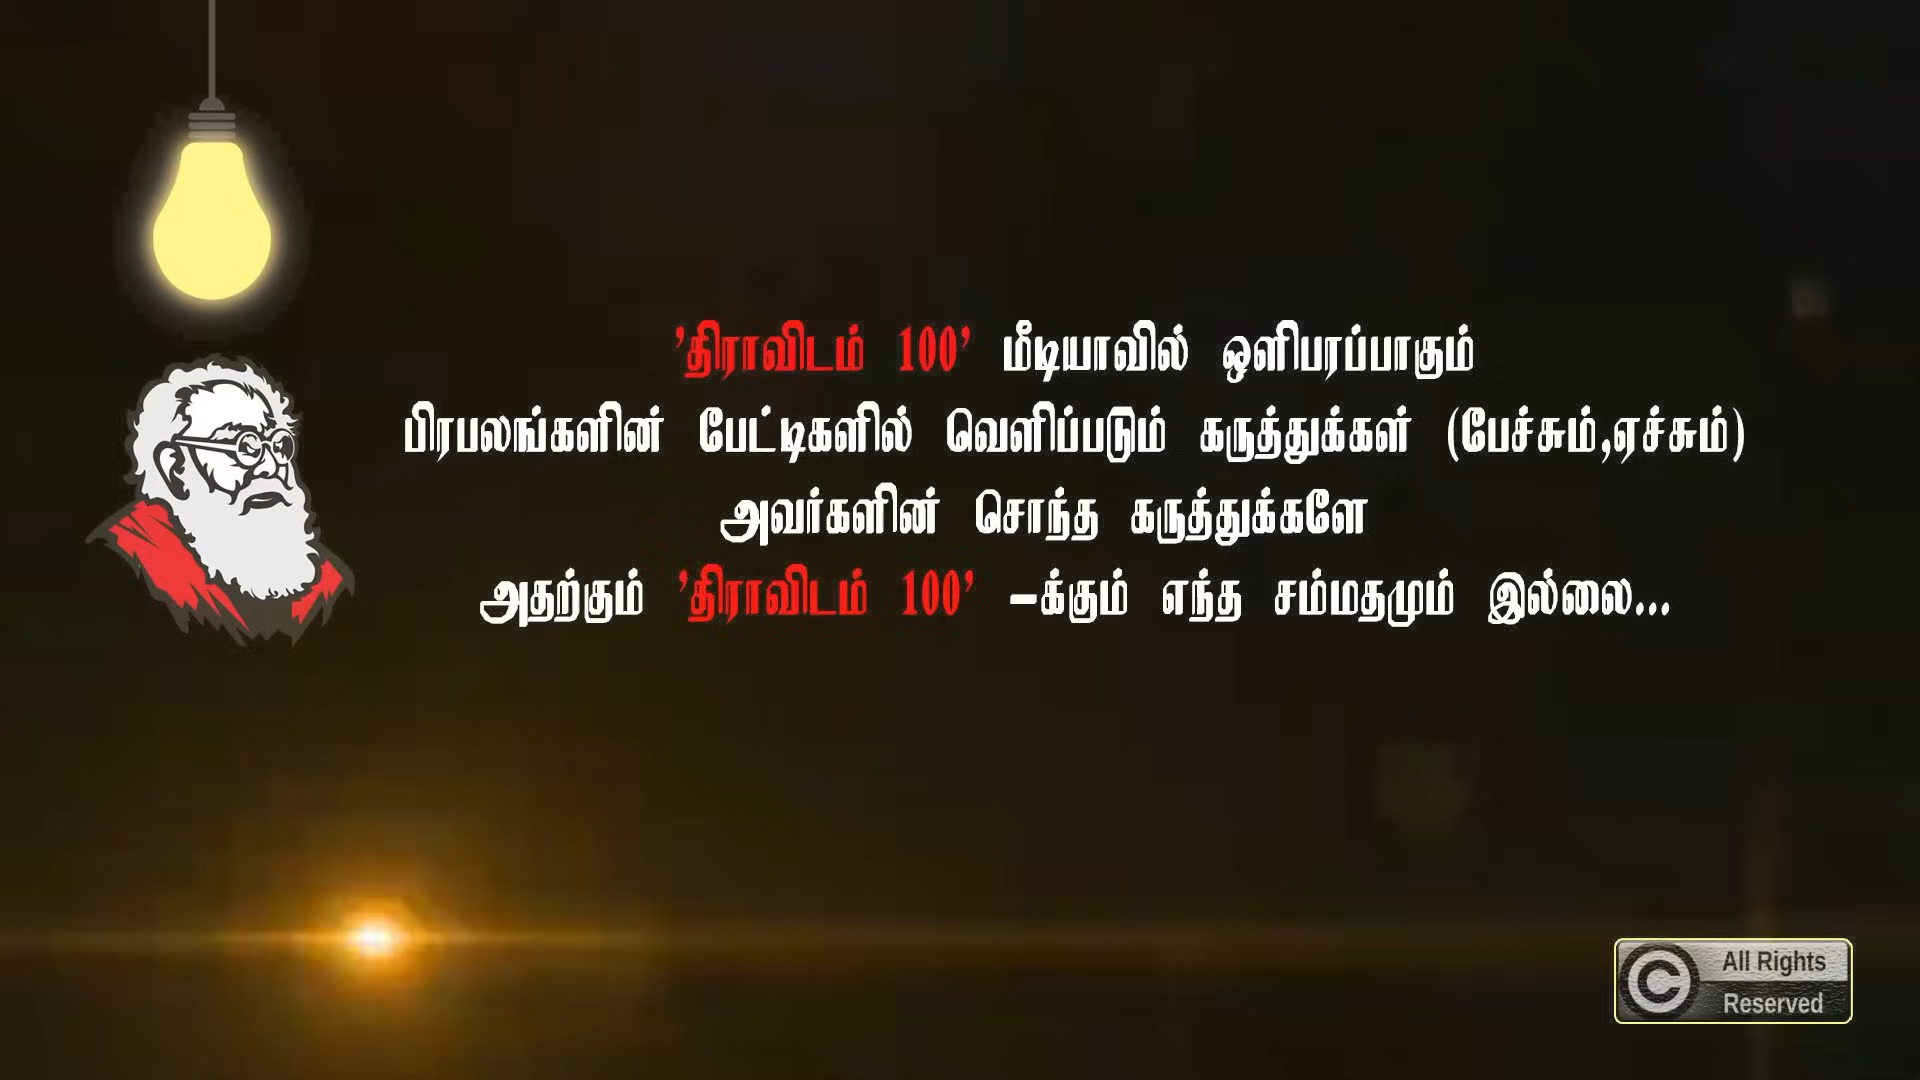 'திராவிடம் 100' மீடியாவில் ஒளிபரப்பாகும்
பிரபலங்களின் பேட்டிகளில் வெளிப்படும் கருத்துக்கள் (பேச்சும்,ஏச்சும்)
அவர்களின் சொந்த கருத்துக்களே
அதற்கும் 'திராவிடம் 100' -க்கும் எந்த சம்மதமும் இல்லை...
© All Rights
Reserved